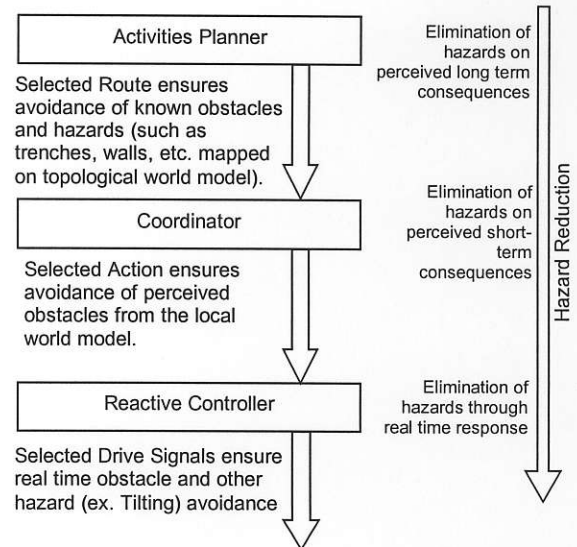 Activities Planner
Selected Route ensures
avoidance of known obstacles
and hazards (such as
trenches, walls, etc. mapped
on topological world model).
Coordinator
Selected Action ensures
avoidance of perceived
obstacles from the local
world model.
Reactive Controller
Selected Drive Signals ensure
real time obstacle and other
hazard (ex. Tilting) avoidance
Elimination of
hazards on
perceived long term
consequences
Elimination of
hazards on
perceived short-
term
consequences
Elimination of
hazards through
real time response
Hazard Reduction